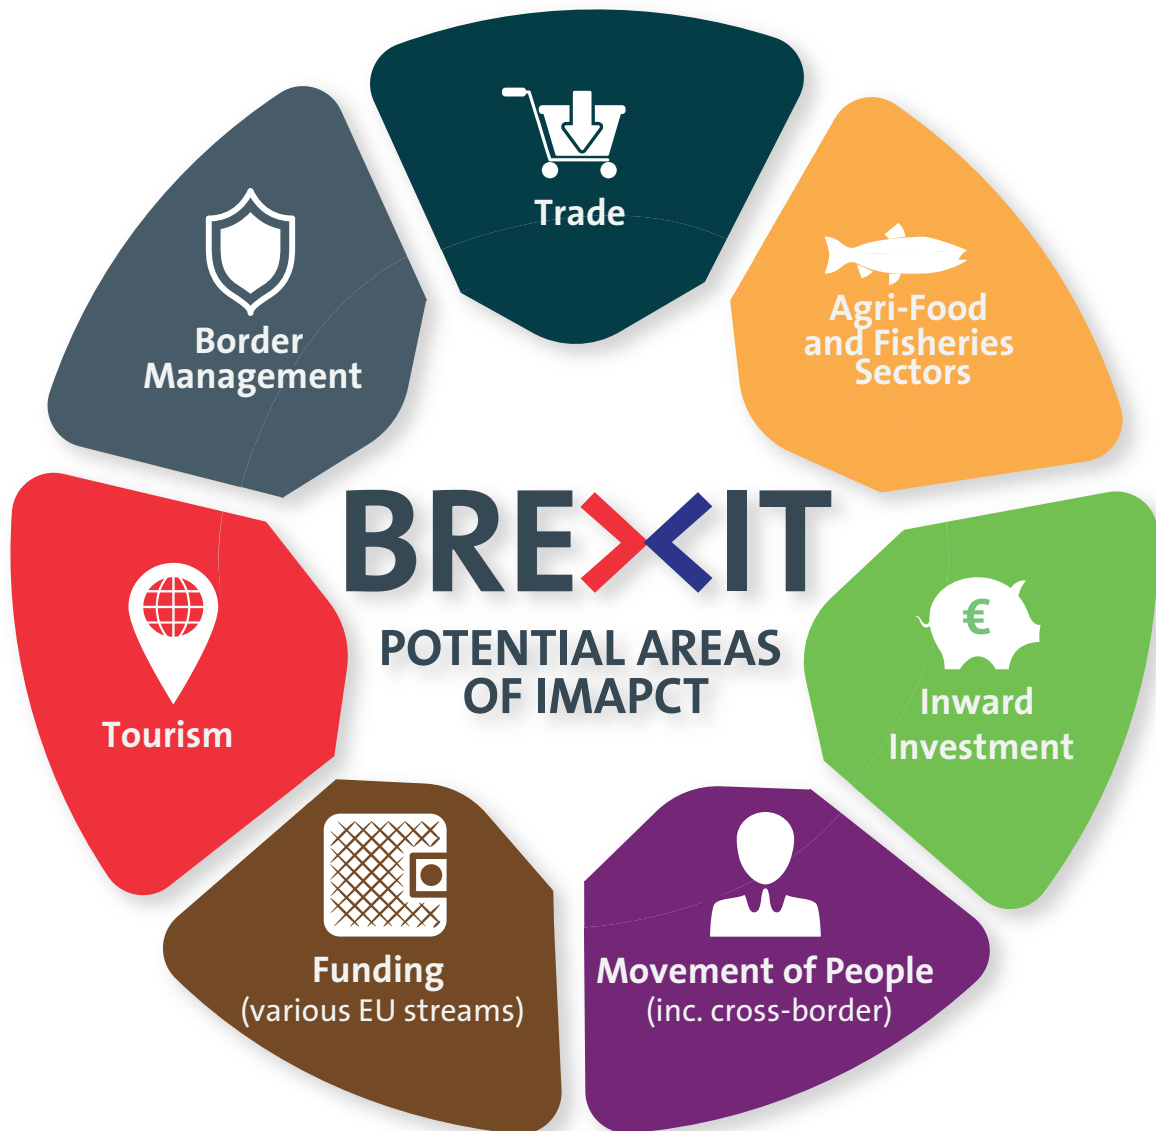 Trade
Agri-Food
and Fisheries
Sectors
Border
Management
BREXIT
POTENTIAL AREAS
OF IMAPCT
€
Inward
Investment
Tourism
Funding
(various EU streams)
Movement of People
(inc. cross-border)